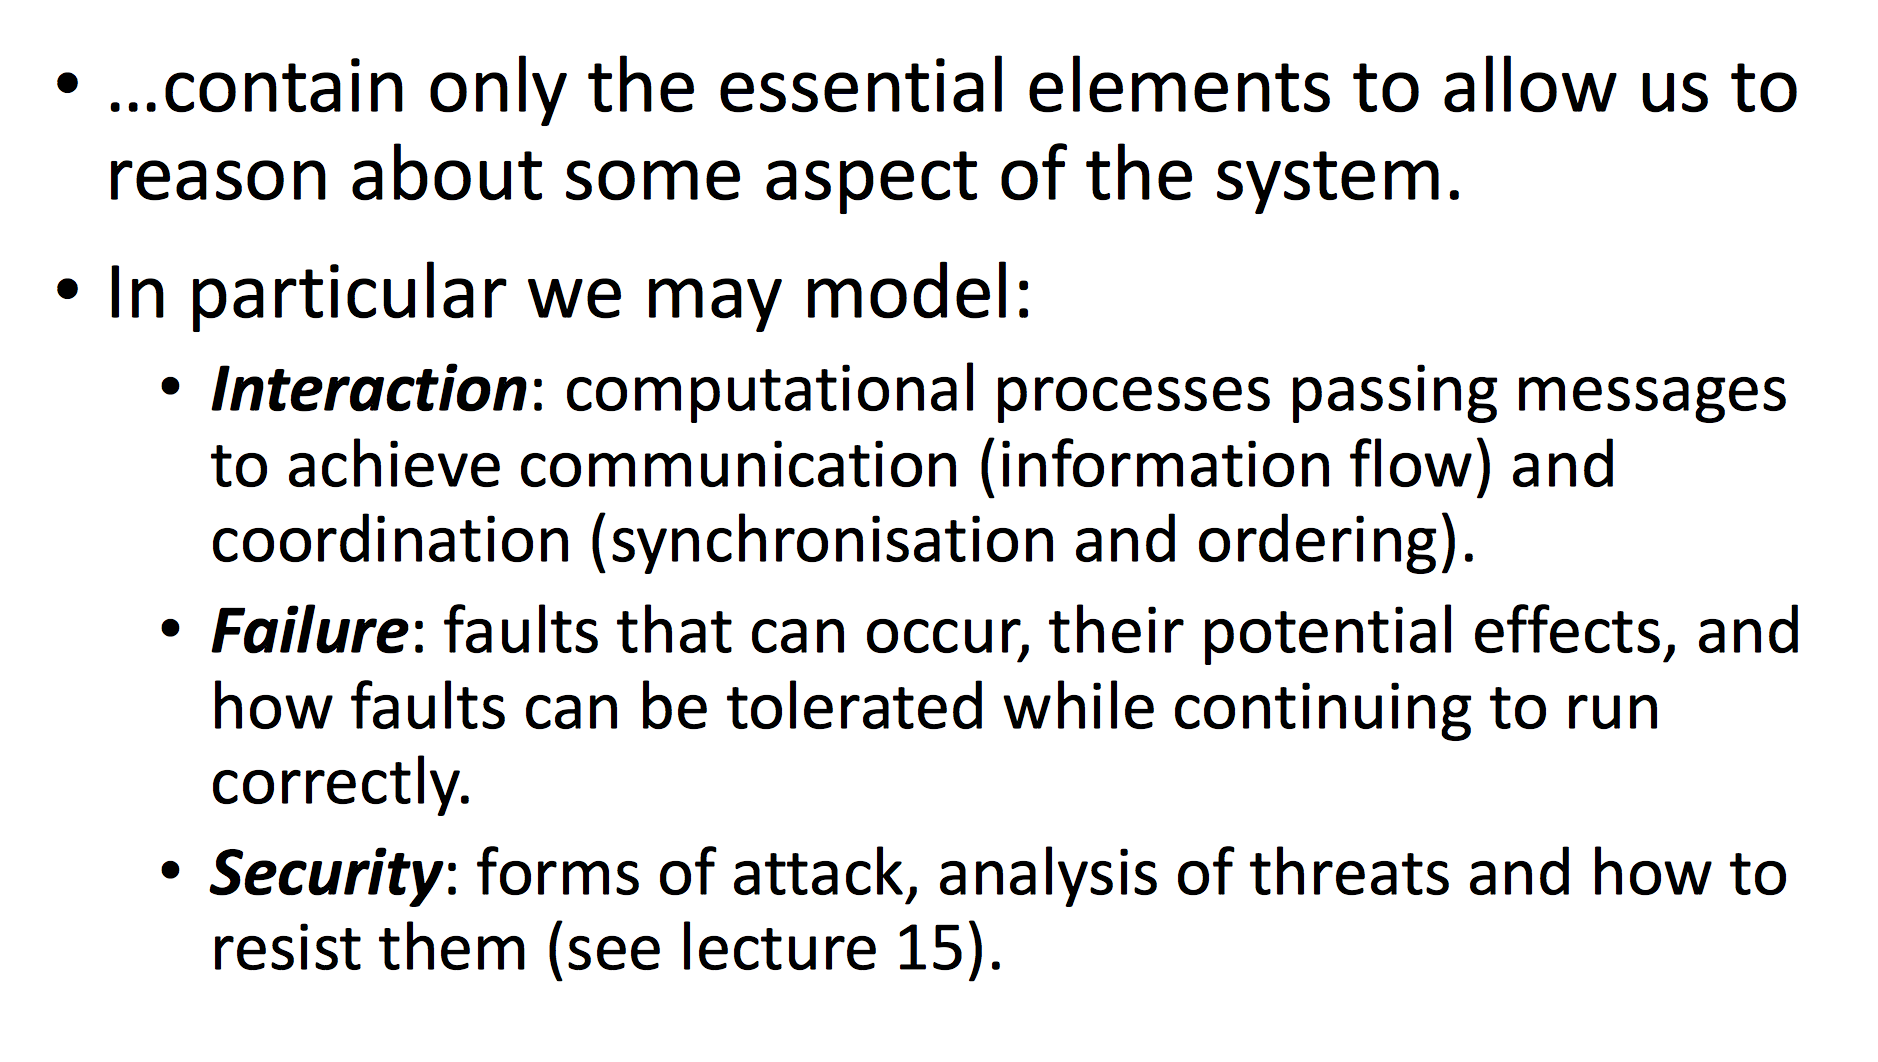 • …contain only the essential elements to allow us to
reason about some aspect of the system.
• In particular we may model:
• Interaction: computational processes passing messages
to achieve communication (information flow) and
coordination (synchronisation and ordering).
• Failure: faults that can occur, their potential effects, and
how faults can be tolerated while continuing to run
correctly.
• Security: forms of attack, analysis of threats and how to
resist them (see lecture 15).